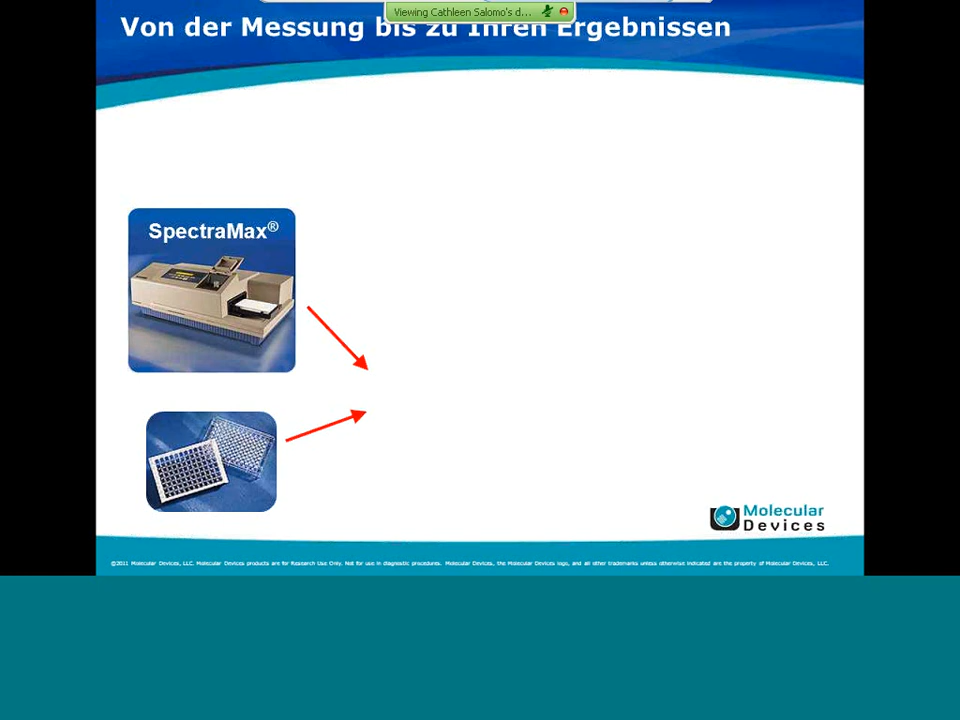 Viewing Cathleen Salomo's d...
Von der Messung bis zu Ihren Ergebnissen
SpectraMax®
Molecular
Devices
©2011 Molecular Devices, LLC. Molecular Devices products are for Research Use Only. Not for use in diagnostic procedures. Molecular Devices, the Molecular Devices logo, and all other trademarks unless otherwise indicated are the property of Molecular Devices, LLC.